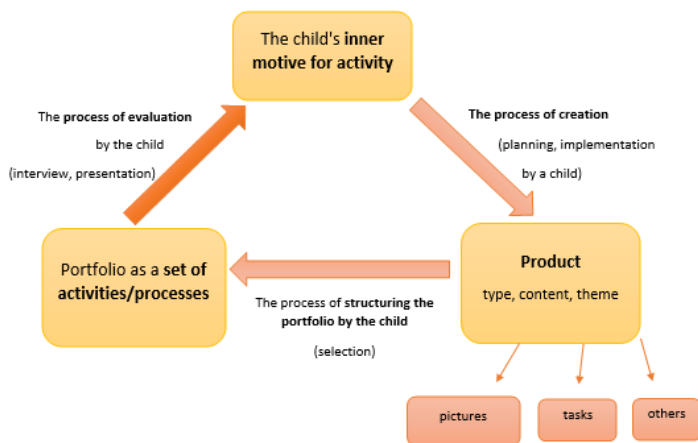 The child's inner
motive for activity
The process of evaluation
by the child
(interview, presentation)
The process of creation
(planning, implementation
by a child)
Portfolio as a set of
activities/processes
The process of structuring the
portfolio by the child
(selection)
Product
type, content, theme
pictures
tasks
others